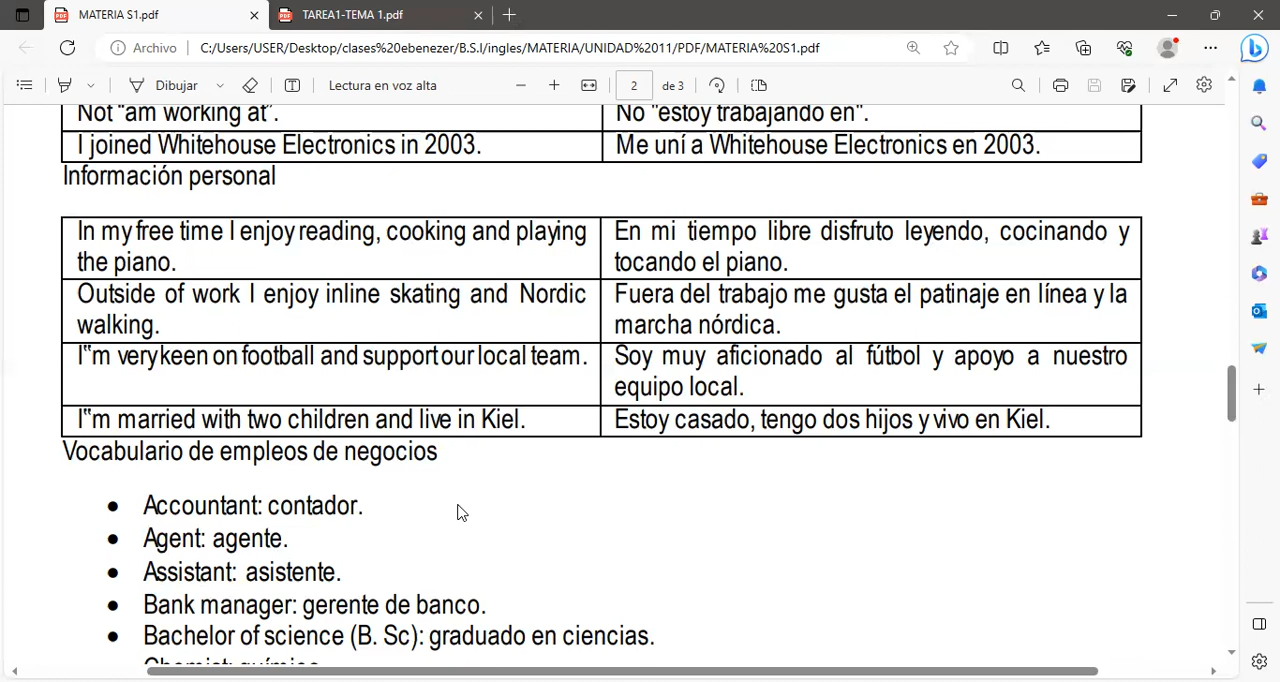 MATERIA S1.pdf
TAREA1-TEMA 1.pdf
Archivo
C:/Users/USER/Desktop/clases%20ebenezer/B.S.I/ingles/MATERIA/UNIDAD%2011/PDF/MATERIA%20S1.pdf
Dibujar
Lectura en voz alta
2
de 3
Not "am working at".
No "estoy trabajando en".
I joined Whitehouse Electronics in 2003.
Me uní a Whitehouse Electronics en 2003.
Información personal
In my free time I enjoy reading, cooking and playing
the piano.
En mi tiempo libre disfruto leyendo, cocinando y
tocando el piano.
Outside of work I enjoy inline skating and Nordic
walking.
Fuera del trabajo me gusta el patinaje en línea y la
marcha nórdica.
I‟m very keen on football and support our local team.
Soy muy aficionado al fútbol y apoyo a nuestro
equipo local.
I‟m married with two children and live in Kiel.
Estoy casado, tengo dos hijos y vivo en Kiel.
Vocabulario de empleos de negocios
• Accountant: contador.
• Agent: agente.
• Assistant: asistente.
• Bank manager: gerente de banco.
• Bachelor of science (B. Sc): graduado en ciencias.
• Chemist: químico